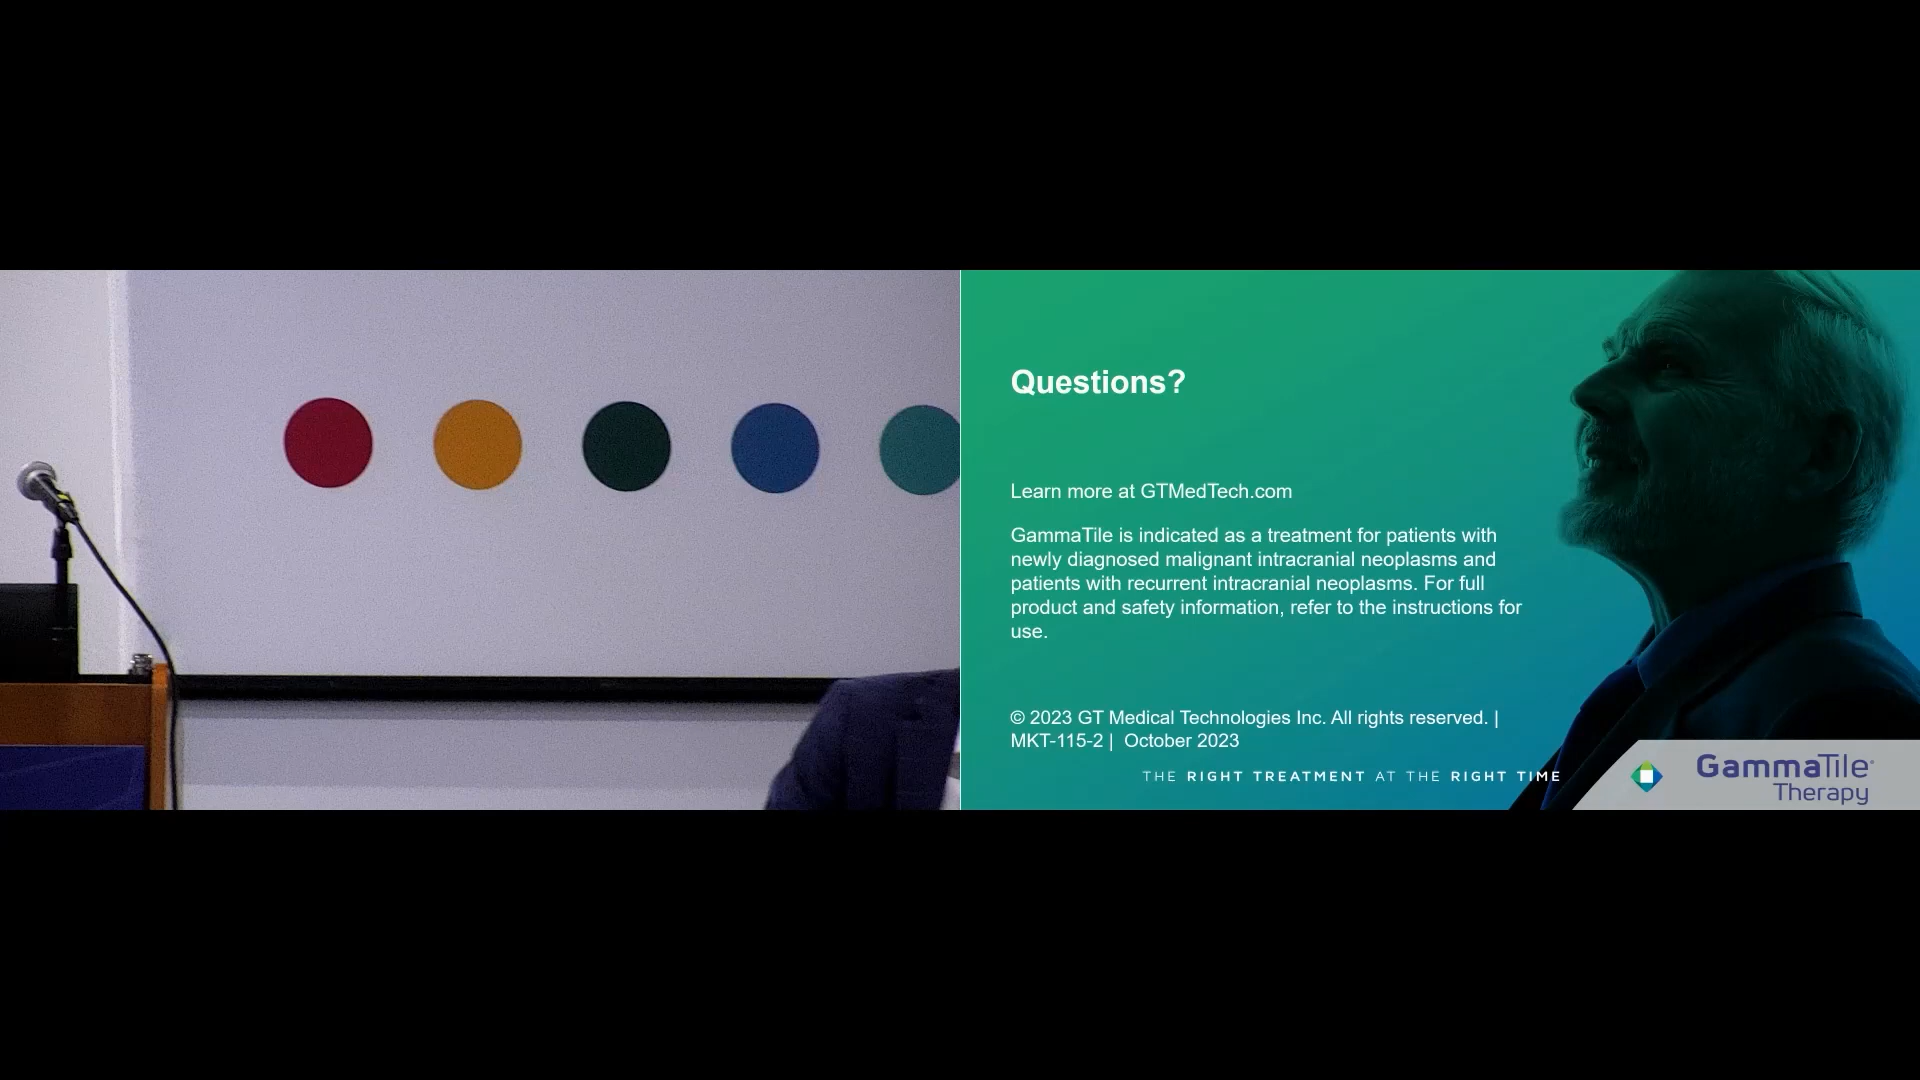 Questions?
Learn more at GTMedTech.com
GammaTile is indicated as a treatment for patients with
newly diagnosed malignant intracranial neoplasms and
patients with recurrent intracranial neoplasms. For full
product and safety information, refer to the instructions for
use.
© 2023 GT Medical Technologies Inc. All rights reserved. |
MKT-115-2 | October 2023
THE RIGHT TREATMENT AT THE RIGHT TIME
GammaTile®
Therapy